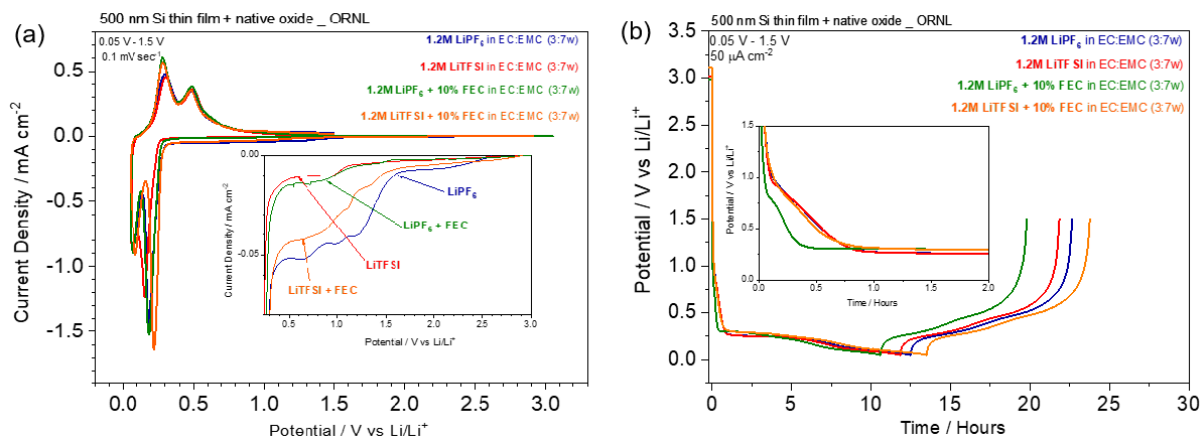 (a)
500 nm Si thin film + native oxide _ ORNL
0.05 V - 1.5 V
0.1 mV sec⁻¹
1.2M LiPF₆ in EC:EMC (3:7w)
1.2M LiTFSI in EC:EMC (3:7w)
1.2M LiPF₆ + 10% FEC in EC:EMC (3:7w)
1.2M LiTFSI + 10% FEC in EC:EMC (3:7w)
Current Density / mA cm⁻²
0.5
0.0
-0.5
-1.0
-1.5
0.0 0.5 1.0 1.5 2.0 2.5 3.0
Potential / V vs Li/Li⁺
0.00
-0.05
Current Density / mA cm⁻²
LiPF₆
LiPF₆ + FEC
LiTFSI
LiTFSI + FEC
0.5 1.0 1.5 2.0 2.5 3.0
Potential / V vs Li/Li⁺
(b)
500 nm Si thin film + native oxide _ ORNL
0.05 V - 1.5 V
50 µA cm⁻²
1.2M LiPF₆ in EC:EMC (3:7w)
1.2M LiTFSI in EC:EMC (3:7w)
1.2M LiPF₆ + 10% FEC in EC:EMC (3:7w)
1.2M LiTFSI + 10% FEC in EC:EMC (3:7w)
Potential / V vs Li/Li⁺
3.5
3.0
2.5
2.0
1.5
1.0
0.5
0.0
0 5 10 15 20 25 30
Time / Hours
1.5
1.0
0.5
0.0
Potential / V vs Li/Li⁺
0.0 0.5 1.0 1.5 2.0
Time / Hours